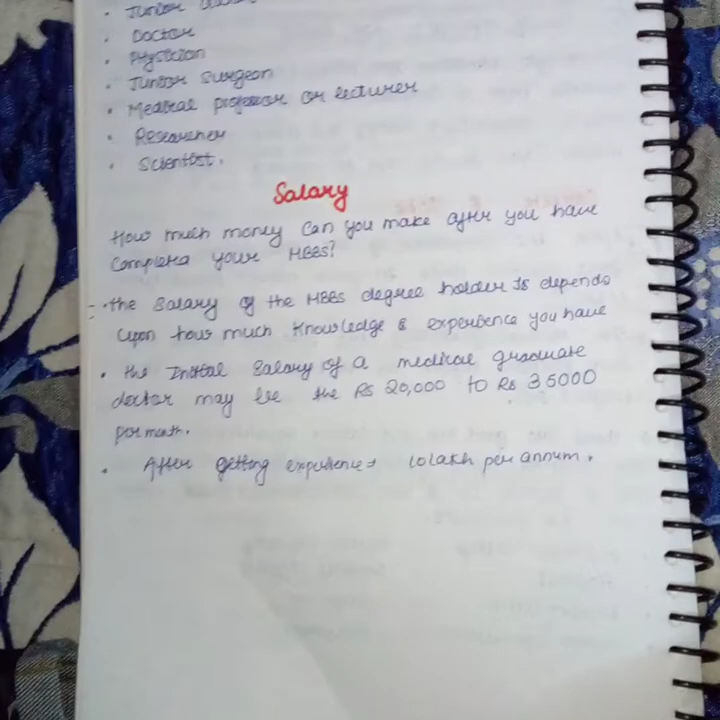 • Junior
• Doctor
• Physician
• Junior Surgeon
• Medical professor or lecturer
• Researcher
• Scientist.
Salary
How much money can you make after you have
completed your MBBS?
• the salary of the MBBS degree holder is depends
upon how much knowledge & experience you have
• the Initial salary of a medical graduate
doctor may be the Rs 20,000 to Rs 35000
per month.
• After getting experience → 10 lakh per annum.